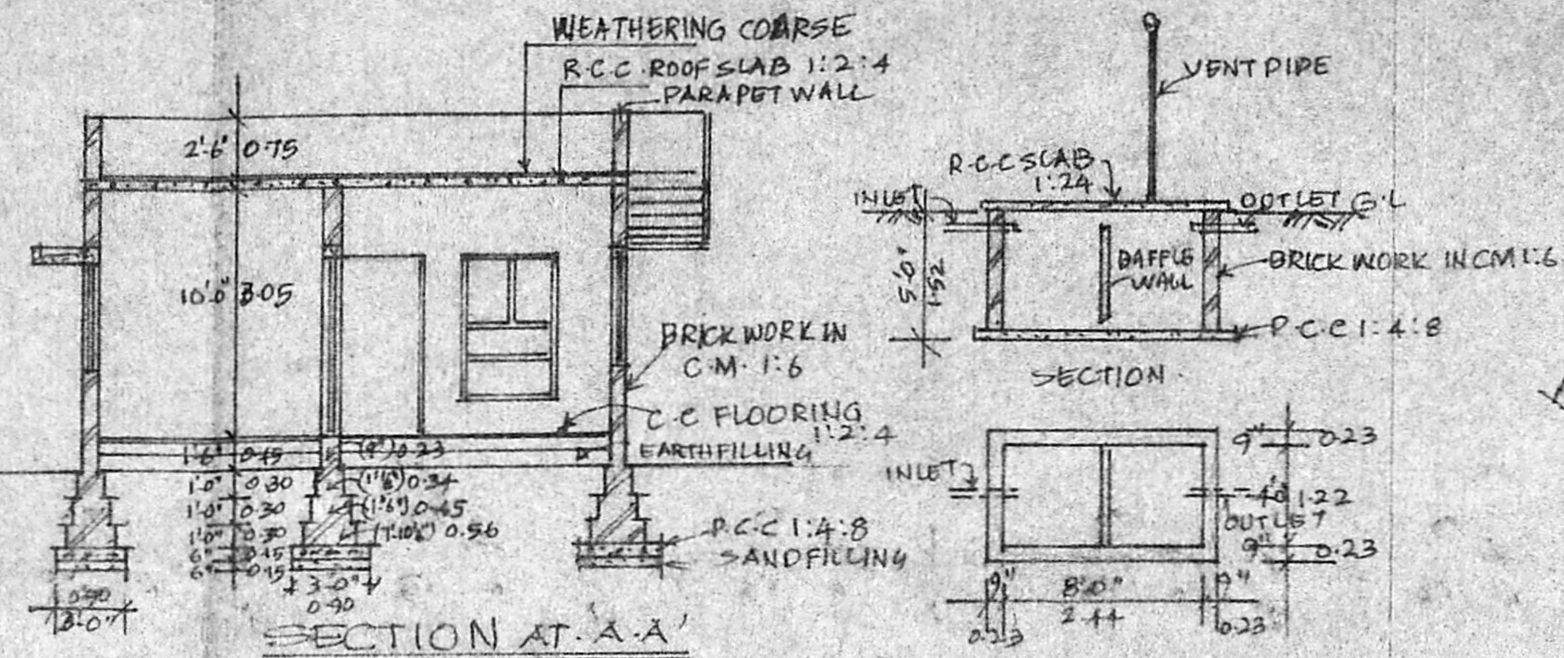 WEATHERING COARSE
R.C.C. ROOF SLAB 1:2:4
PARAPET WALL
2'-6" 0.75
10'-0" 3.05
BRICK WORK IN
C.M. 1:6
C.C FLOORING
1:2:4
EARTH FILLING
1'-6" 0.45
(9") 0.23
1'-0" 0.30
0.34
1'-0" 0.30
(1'-6") 0.45
1'-0" 0.30
(1'-10½") 0.56
6" 0.15
6" 0.15
P.C.C 1:4:8
SAND FILLING
3'-0"
0.90
0.90
3'-0"
SECTION AT 'A-A'
VENT PIPE
R.C.C SLAB
1:24
INLET
OUTLET G.L
5'-0"
1.52
BAFFLE
WALL
BRICK WORK IN CM 1:6
P.C.C 1:4:8
SECTION
9" 0.23
INLET
4'-0" 1.22
OUTLET
9" 0.23
9" 8'-0" 9"
0.23 2.44 0.23